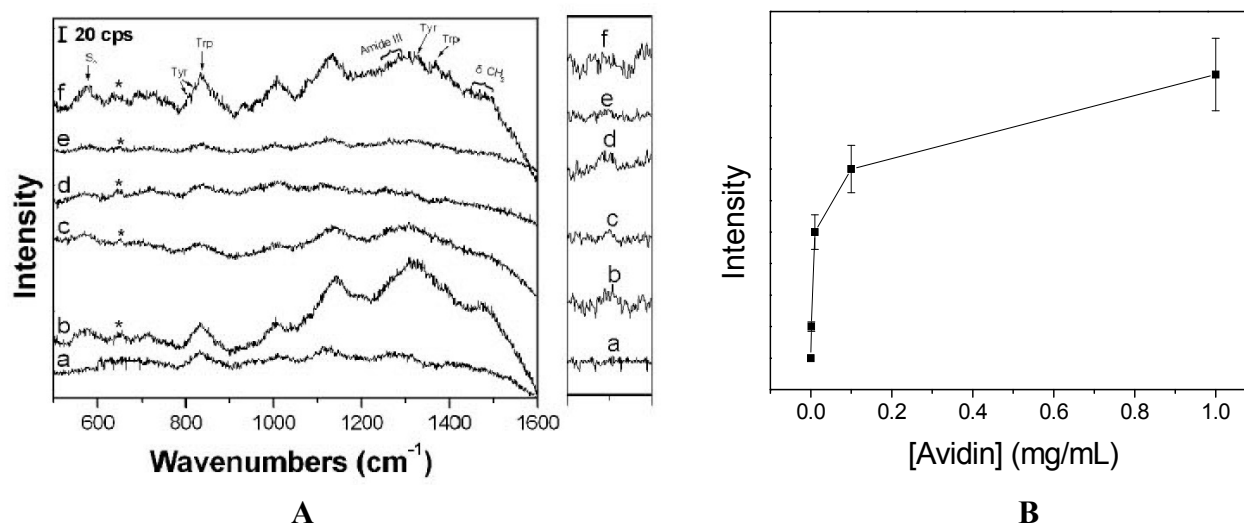 I 20 cps
Trp
Tyr
Amide III
Tyr
Trp
δ CH
f
*
e
*
d
*
c
*
b
*
a
f
e
d
c
b
a
Intensity
600 800 1000 1200 1400 1600
Wavenumbers (cm⁻¹)
A
Intensity
0.0 0.2 0.4 0.6 0.8 1.0
[Avidin] (mg/mL)
B